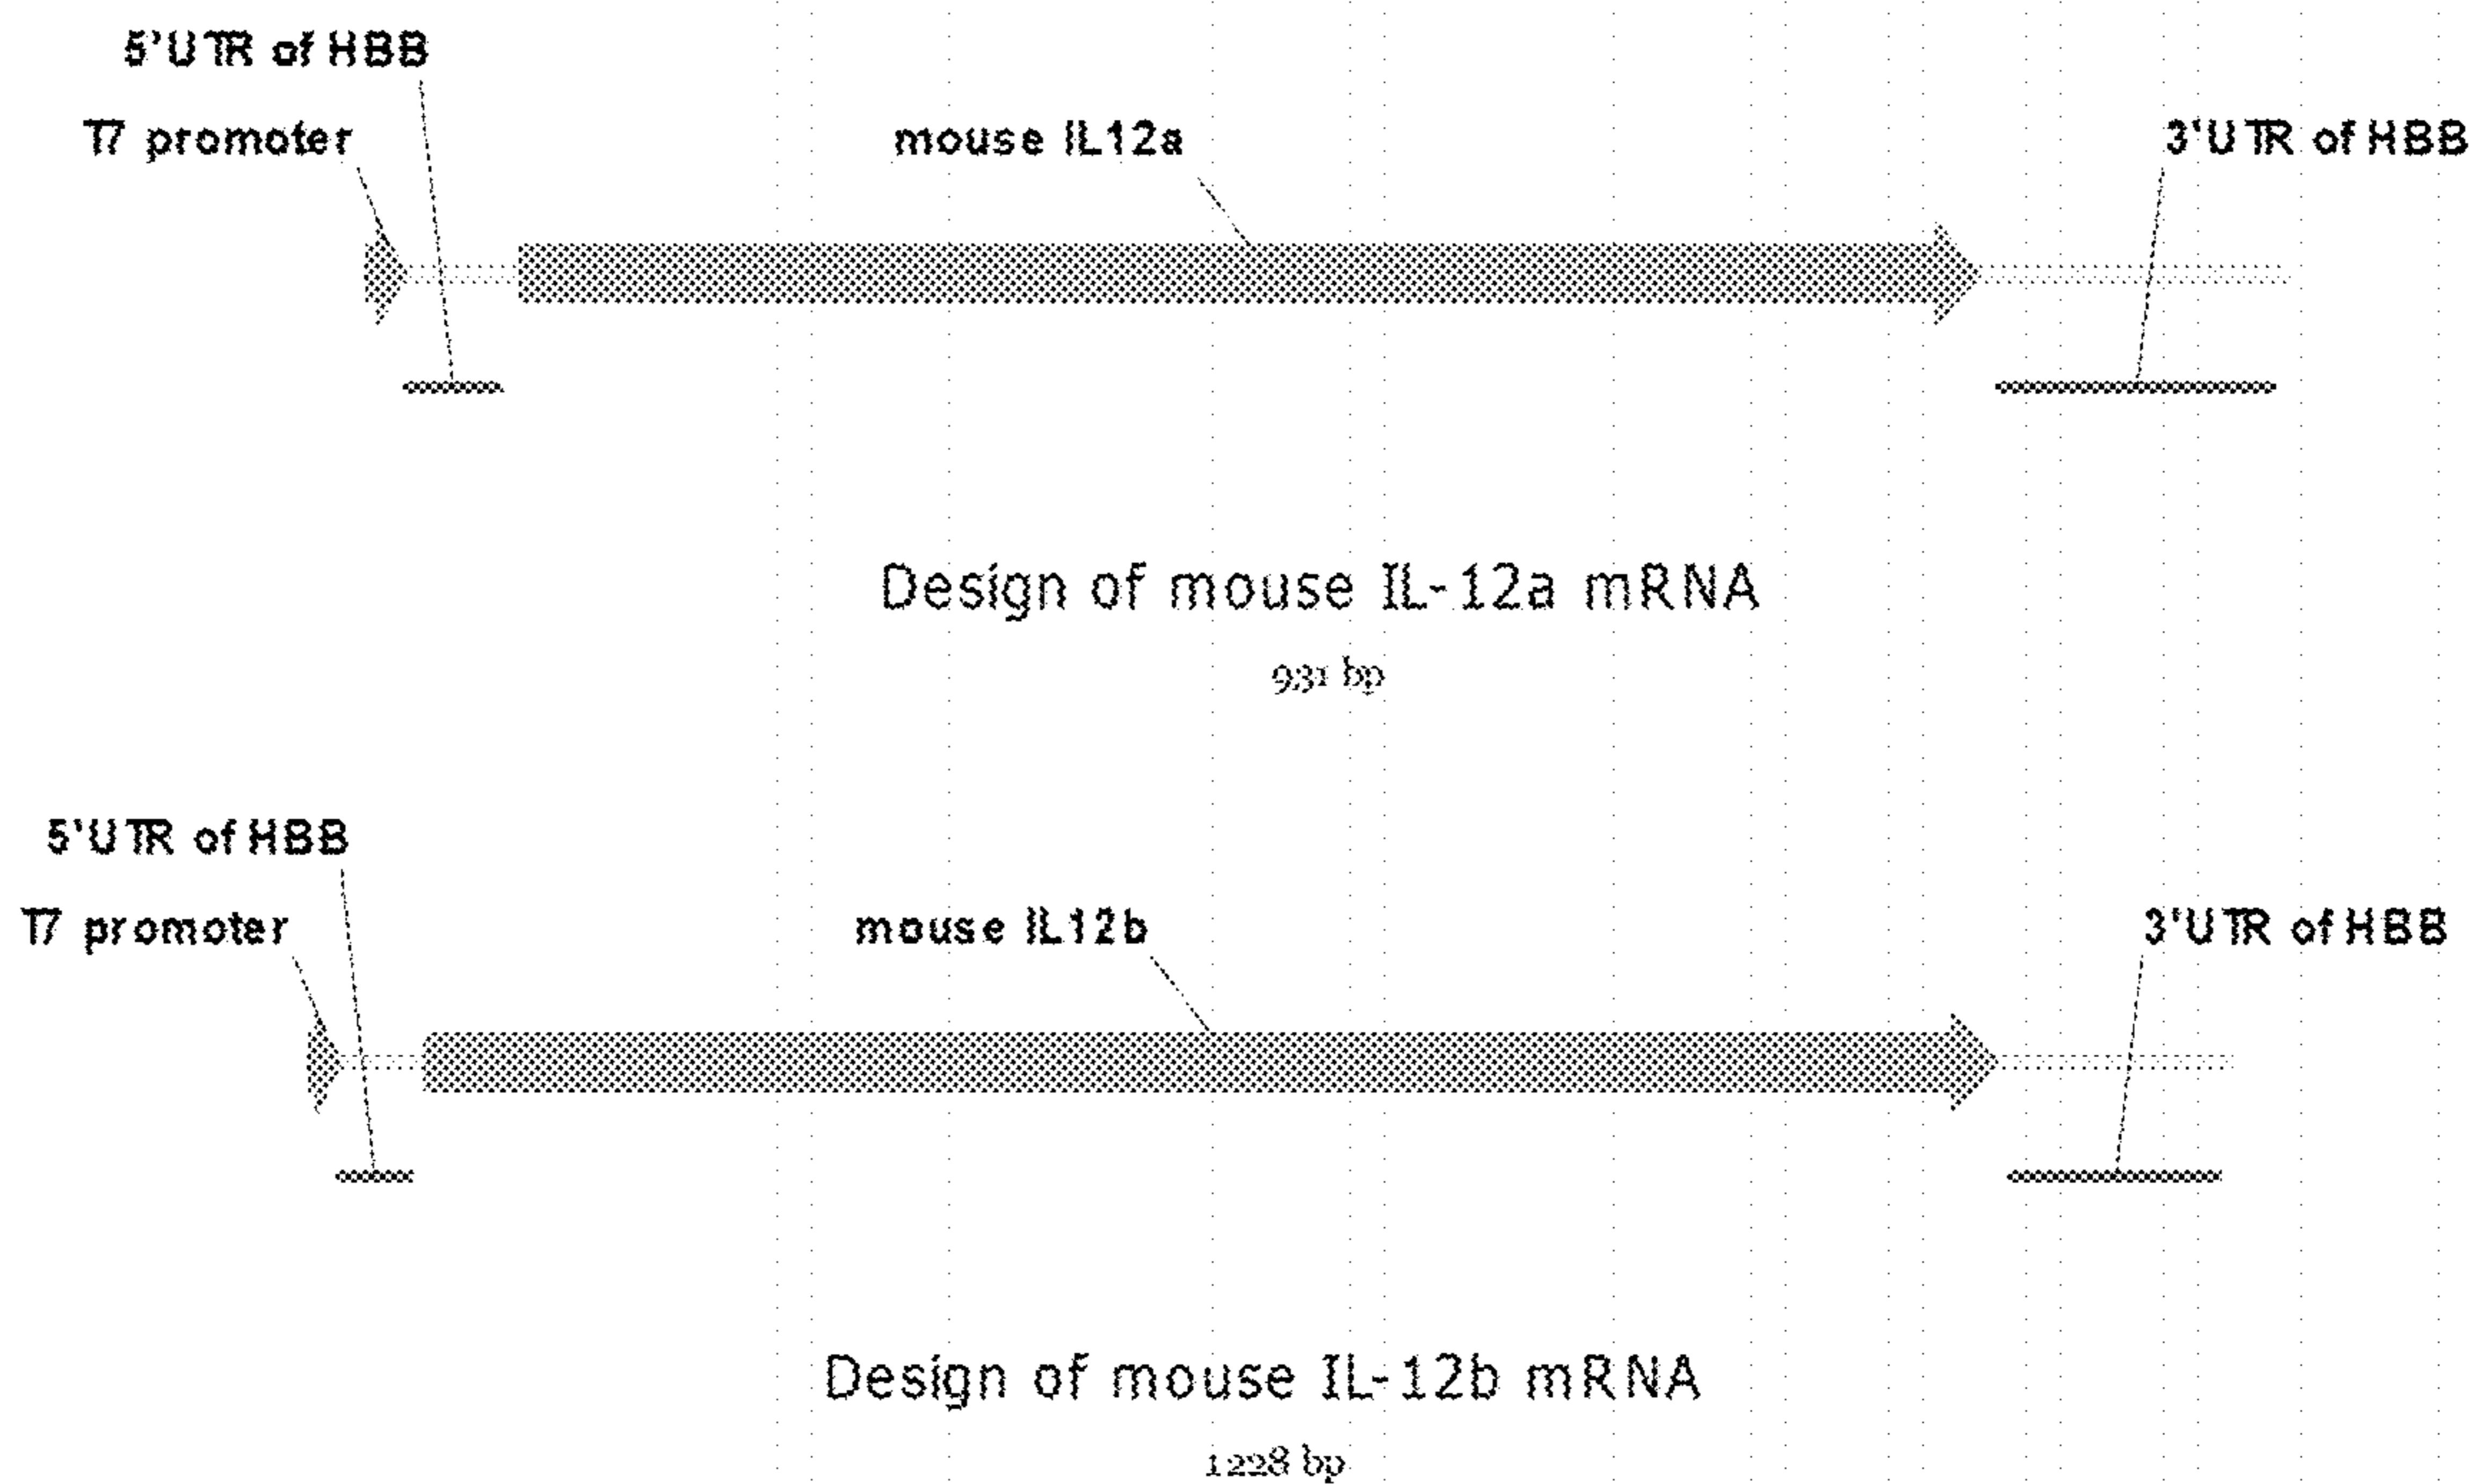 5'UTR of HBB
T7 promoter
mouse IL12a
3'UTR of HBB
Design of mouse IL-12a mRNA
931 bp
5'UTR of HBB
T7 promoter
mouse IL12b
3'UTR of HBB
Design of mouse IL-12b mRNA
1228 bp